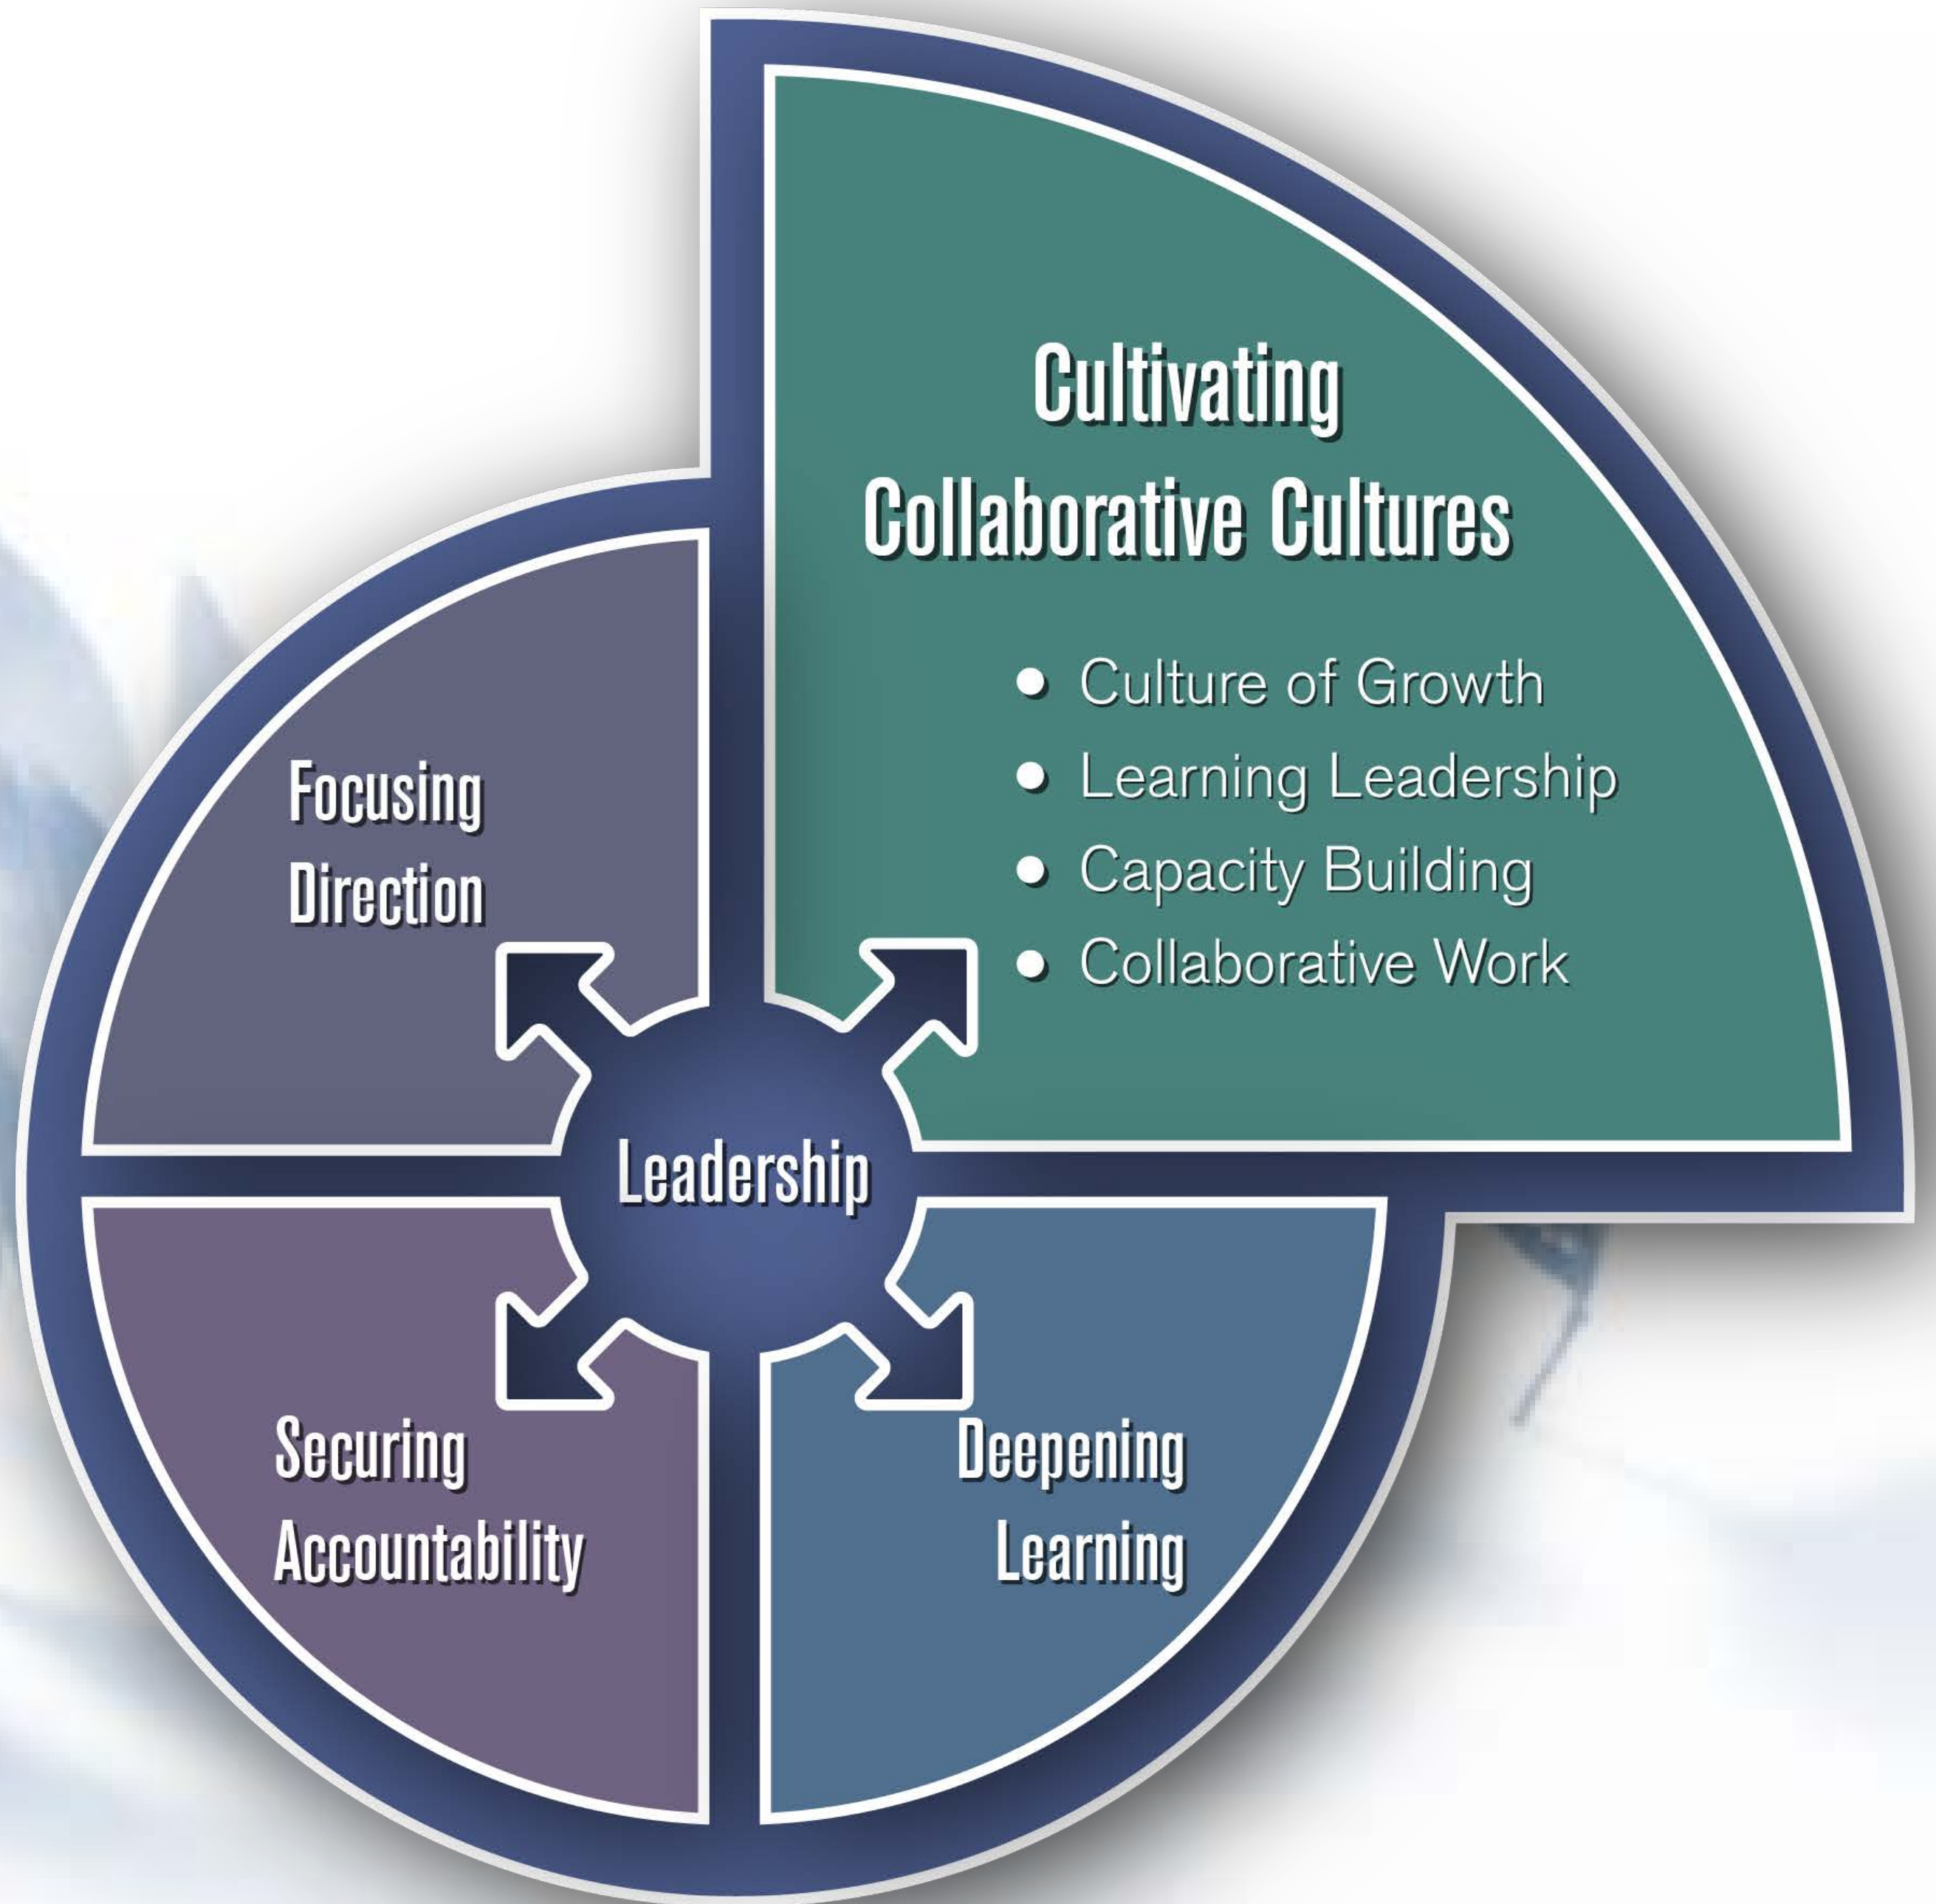 Cultivating
Collaborative Cultures
• Culture of Growth
• Learning Leadership
• Capacity Building
• Collaborative Work
Focusing
Direction
Leadership
Securing
Accountability
Deepening
Learning